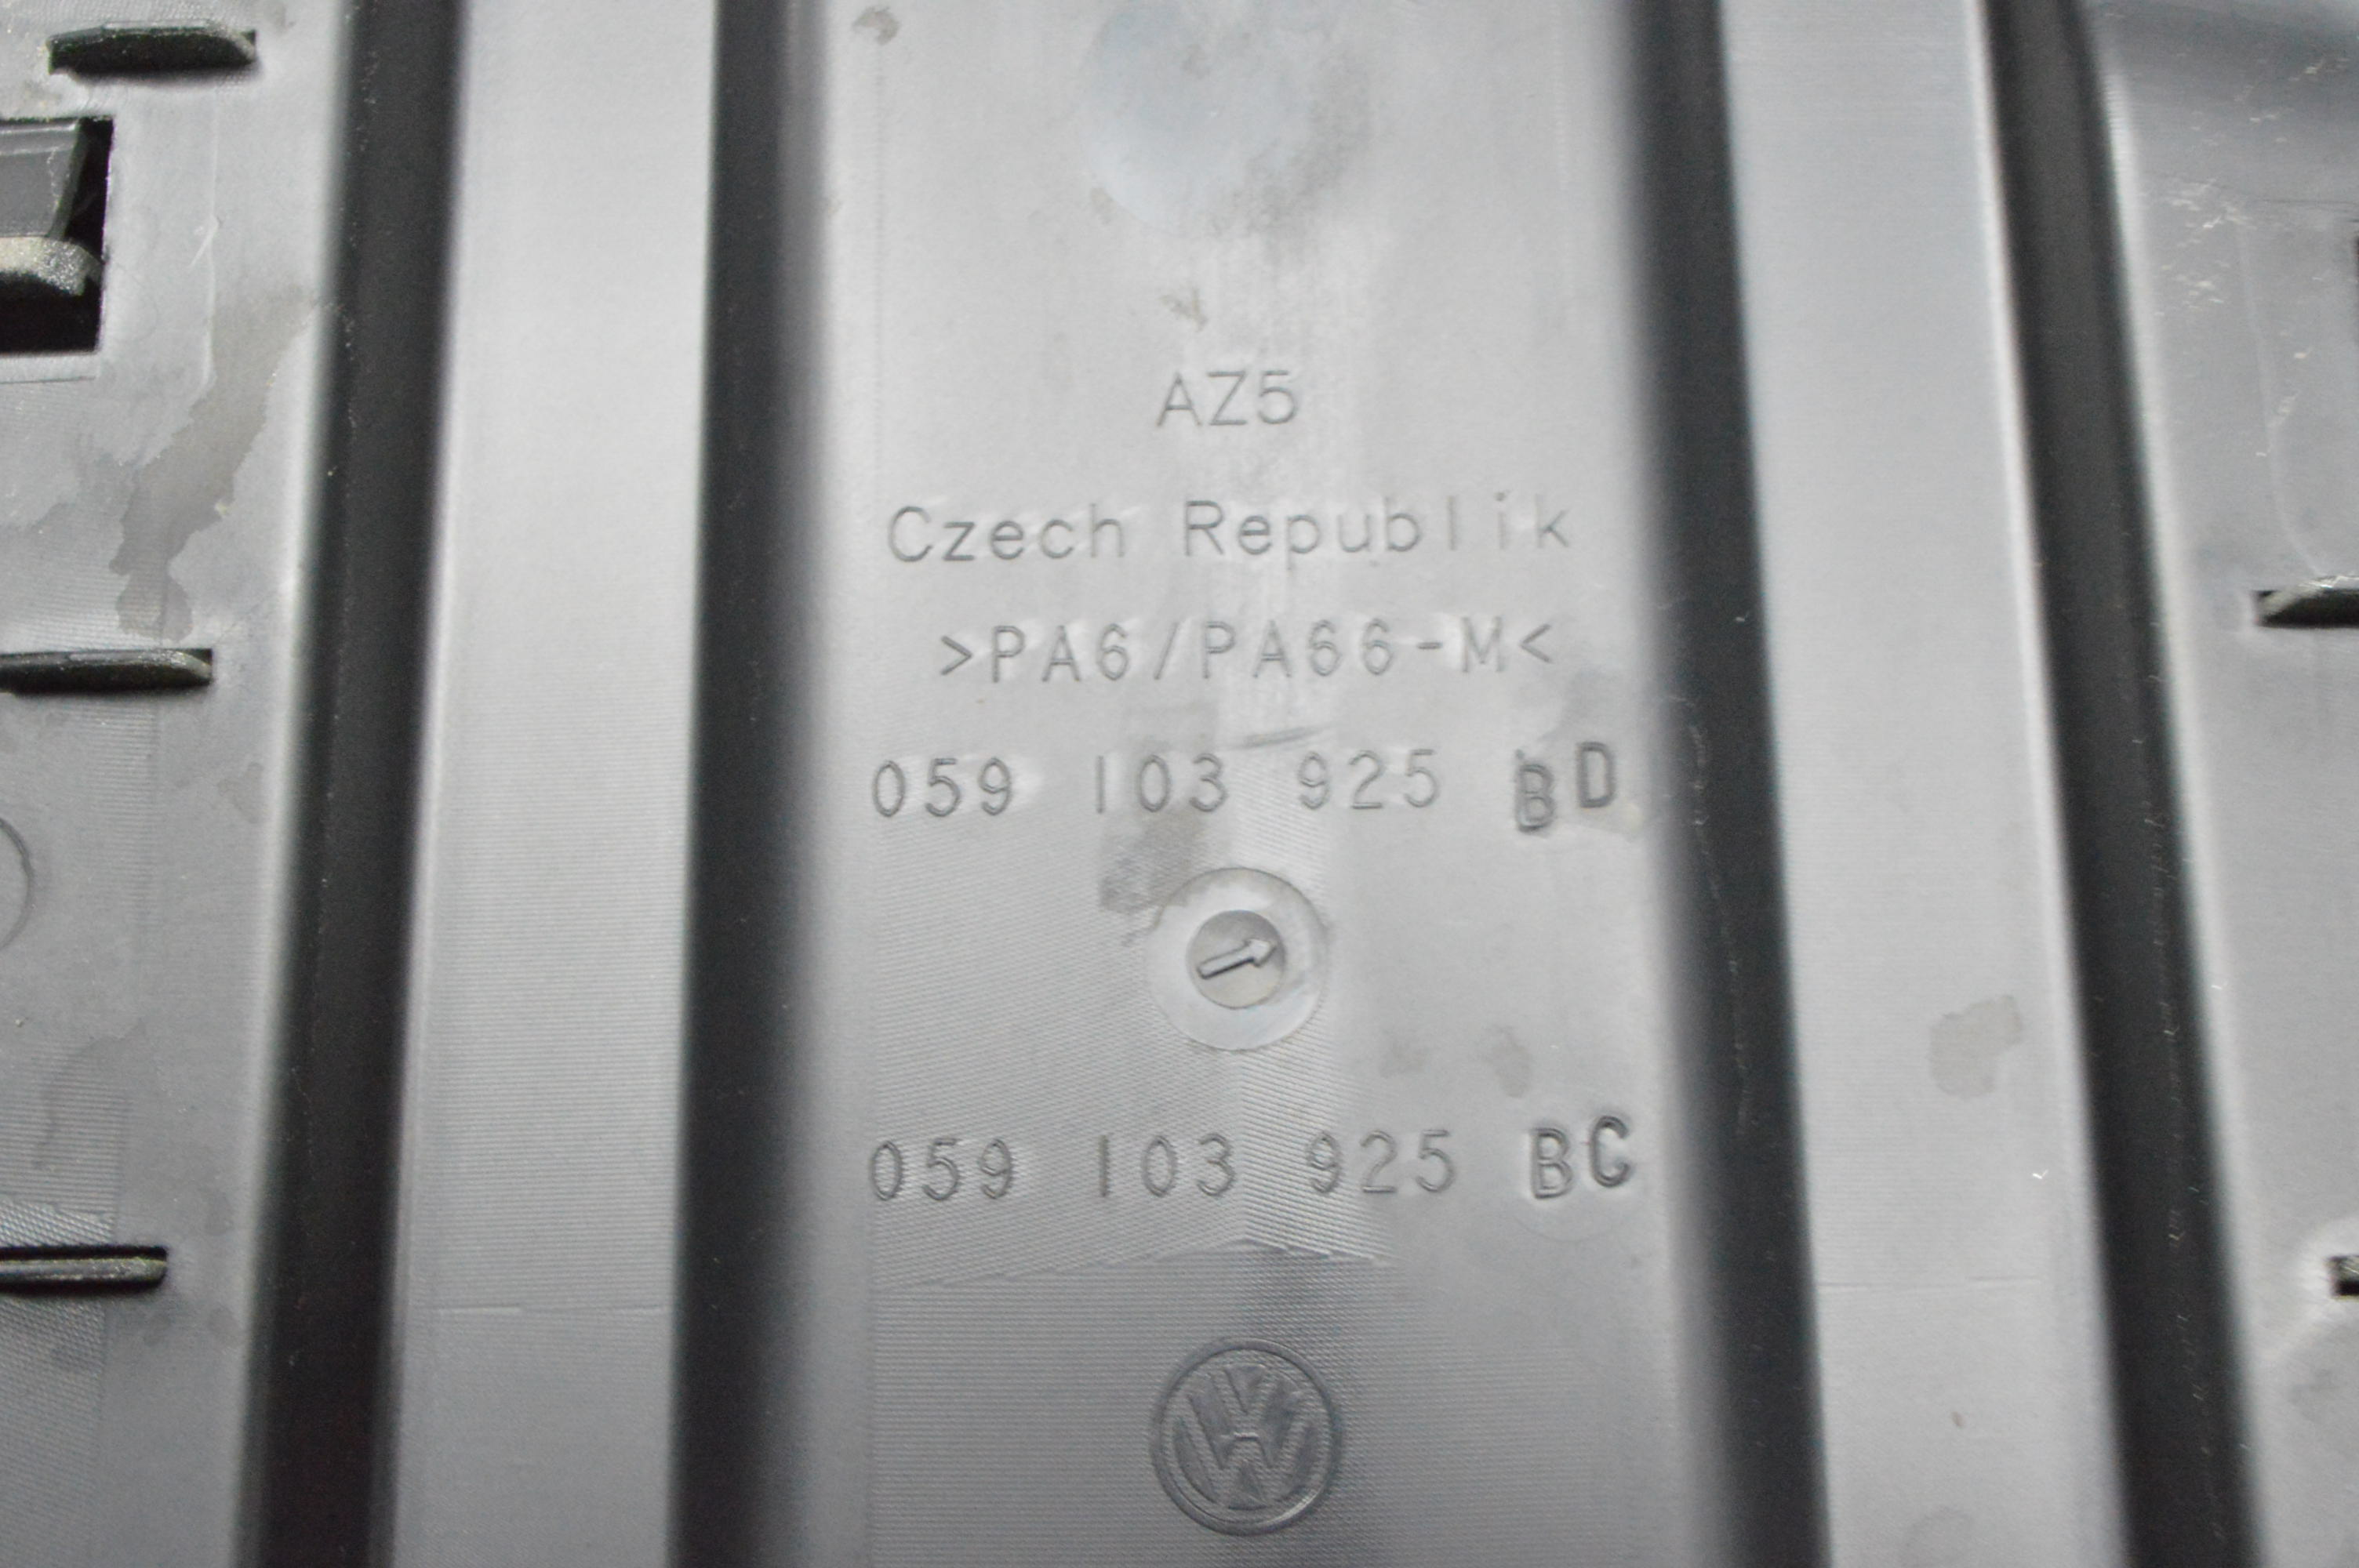 AZ5
Czech Republik
>PA6/PA66-M<
059 103 925 BD
059 103 925 BC